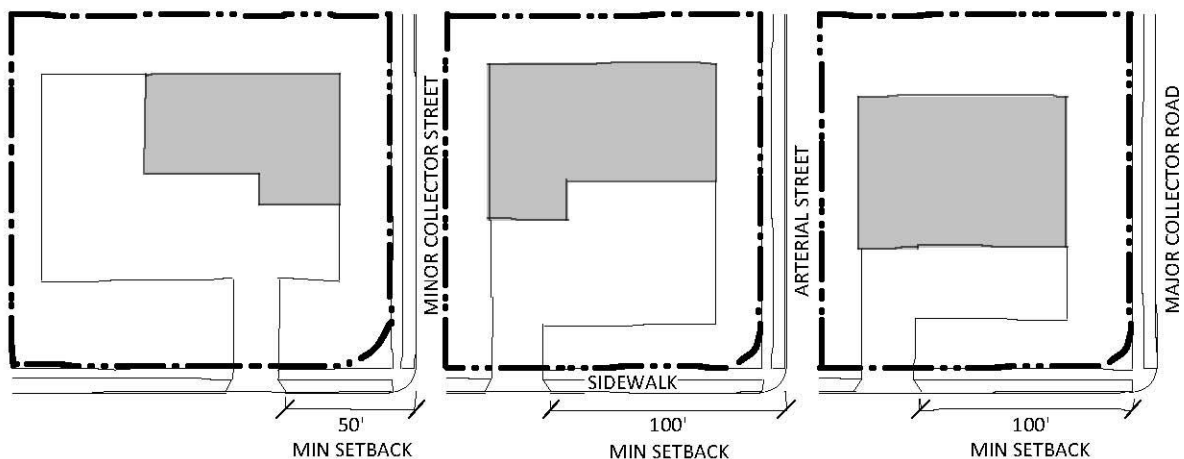 MINOR COLLECTOR STREET
ARTERIAL STREET
MAJOR COLLECTOR ROAD
SIDEWALK
50'
MIN SETBACK
100'
MIN SETBACK
100'
MIN SETBACK